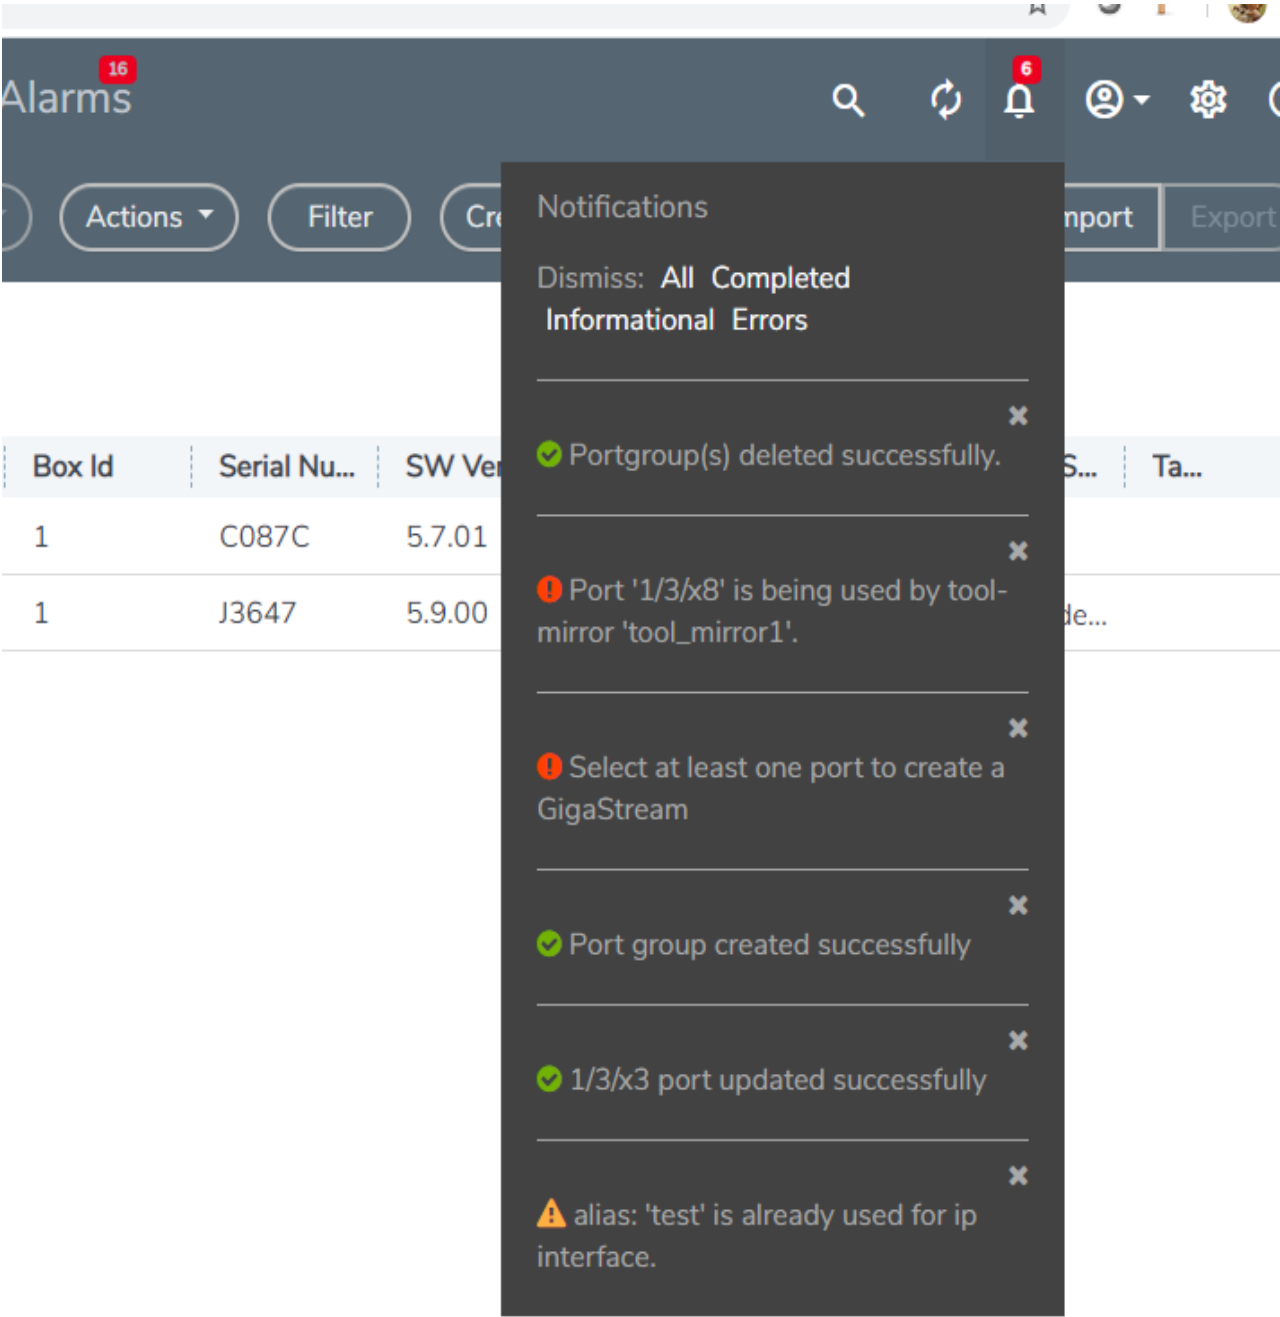 Alarms 16 6
Actions Filter Cre mport Export
Notifications
Dismiss: All Completed
Informational Errors
Box Id Serial Nu... SW Ver S... Ta...
Portgroup(s) deleted successfully.
1 C087C 5.7.01
Port '1/3/x8' is being used by tool-
mirror 'tool_mirror1'.
1 J3647 5.9.00 de...
Select at least one port to create a
GigaStream
Port group created successfully
1/3/x3 port updated successfully
alias: 'test' is already used for ip
interface.